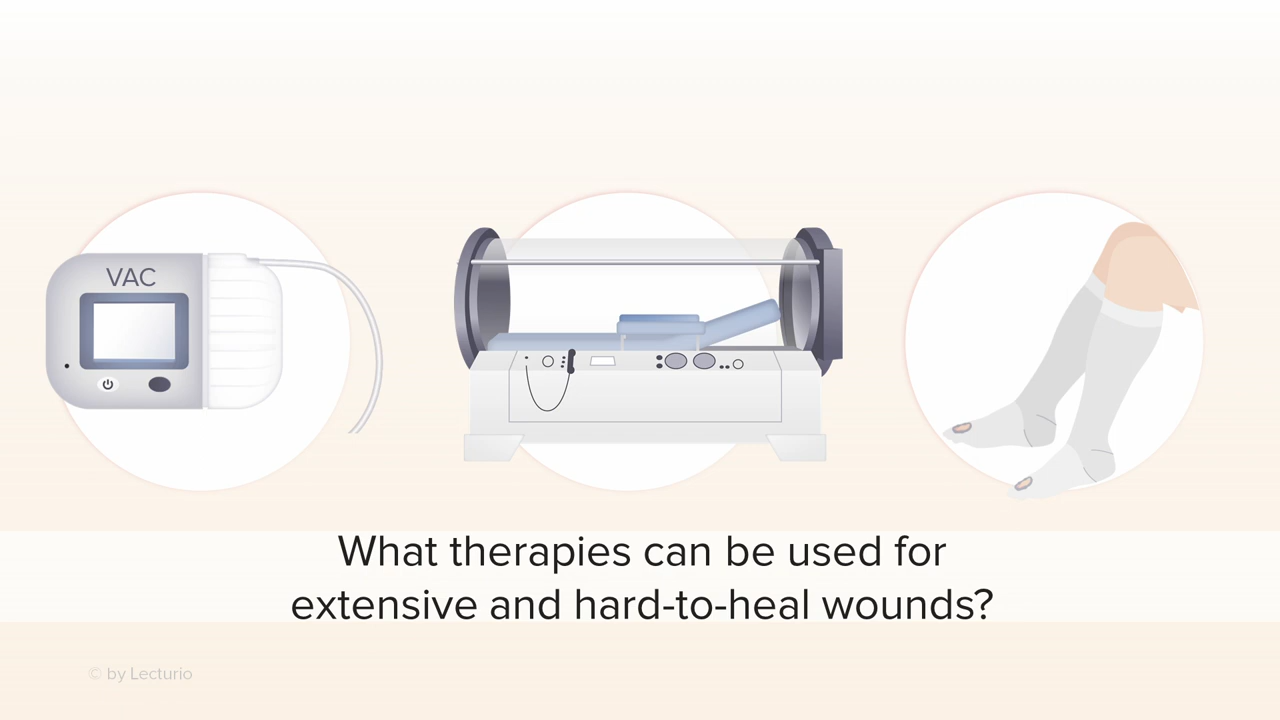 VAC
What therapies can be used for
extensive and hard-to-heal wounds?
© by Lecturio